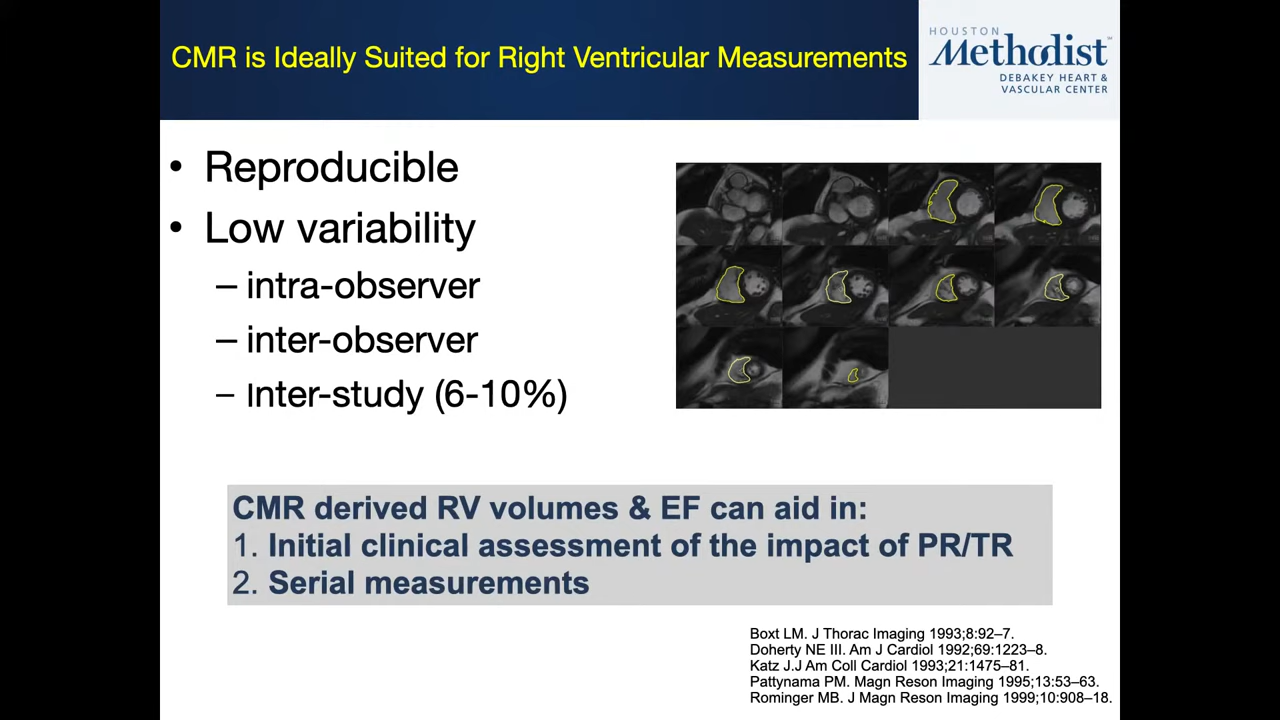 CMR is Ideally Suited for Right Ventricular Measurements
HOUSTON
Methodist
DEBAKEY HEART &
VASCULAR CENTER
• Reproducible
• Low variability
– intra-observer
– inter-observer
– Inter-study (6-10%)
CMR derived RV volumes & EF can aid in:
1. Initial clinical assessment of the impact of PR/TR
2. Serial measurements
Boxt LM. J Thorac Imaging 1993;8:92–7.
Doherty NE III. Am J Cardiol 1992;69:1223–8.
Katz J.J Am Coll Cardiol 1993;21:1475–81.
Pattynama PM. Magn Reson Imaging 1995;13:53–63.
Rominger MB. J Magn Reson Imaging 1999;10:908–18.